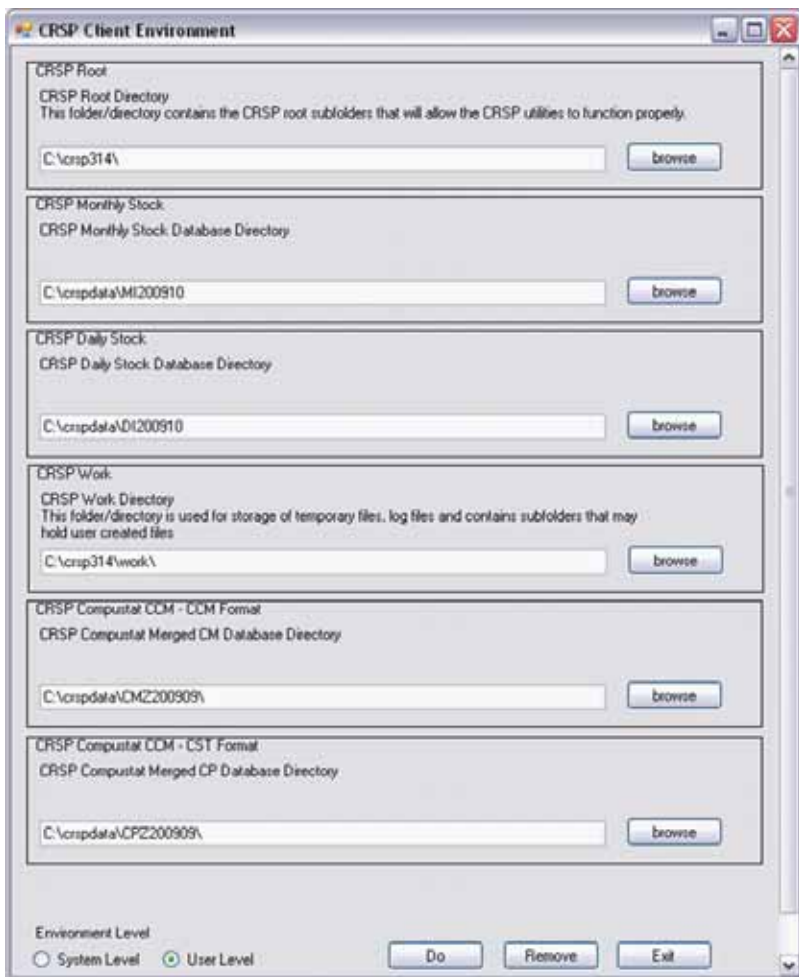 CRSP Client Environment
CRSP Root
CRSP Root Directory
This folder/directory contains the CRSP root subfolders that will allow the CRSP utilities to function properly.
C:\crsp314\
browse
CRSP Monthly Stock
CRSP Monthly Stock Database Directory
C:\crspdata\MI200910
browse
CRSP Daily Stock
CRSP Daily Stock Database Directory
C:\crspdata\DI200910
browse
CRSP Work
CRSP Work Directory
This folder/directory is used for storage of temporary files, log files and contains subfolders that may
hold user created files
C:\crsp314\work\
browse
CRSP Compustat CCM - CCM Format
CRSP Compustat Merged CM Database Directory
C:\crspdata\CMZ200909\
browse
CRSP Compustat CCM - CST Format
CRSP Compustat Merged CP Database Directory
C:\crspdata\CPZ200909\
browse
Environment Level
System Level User Level Do Remove Exit